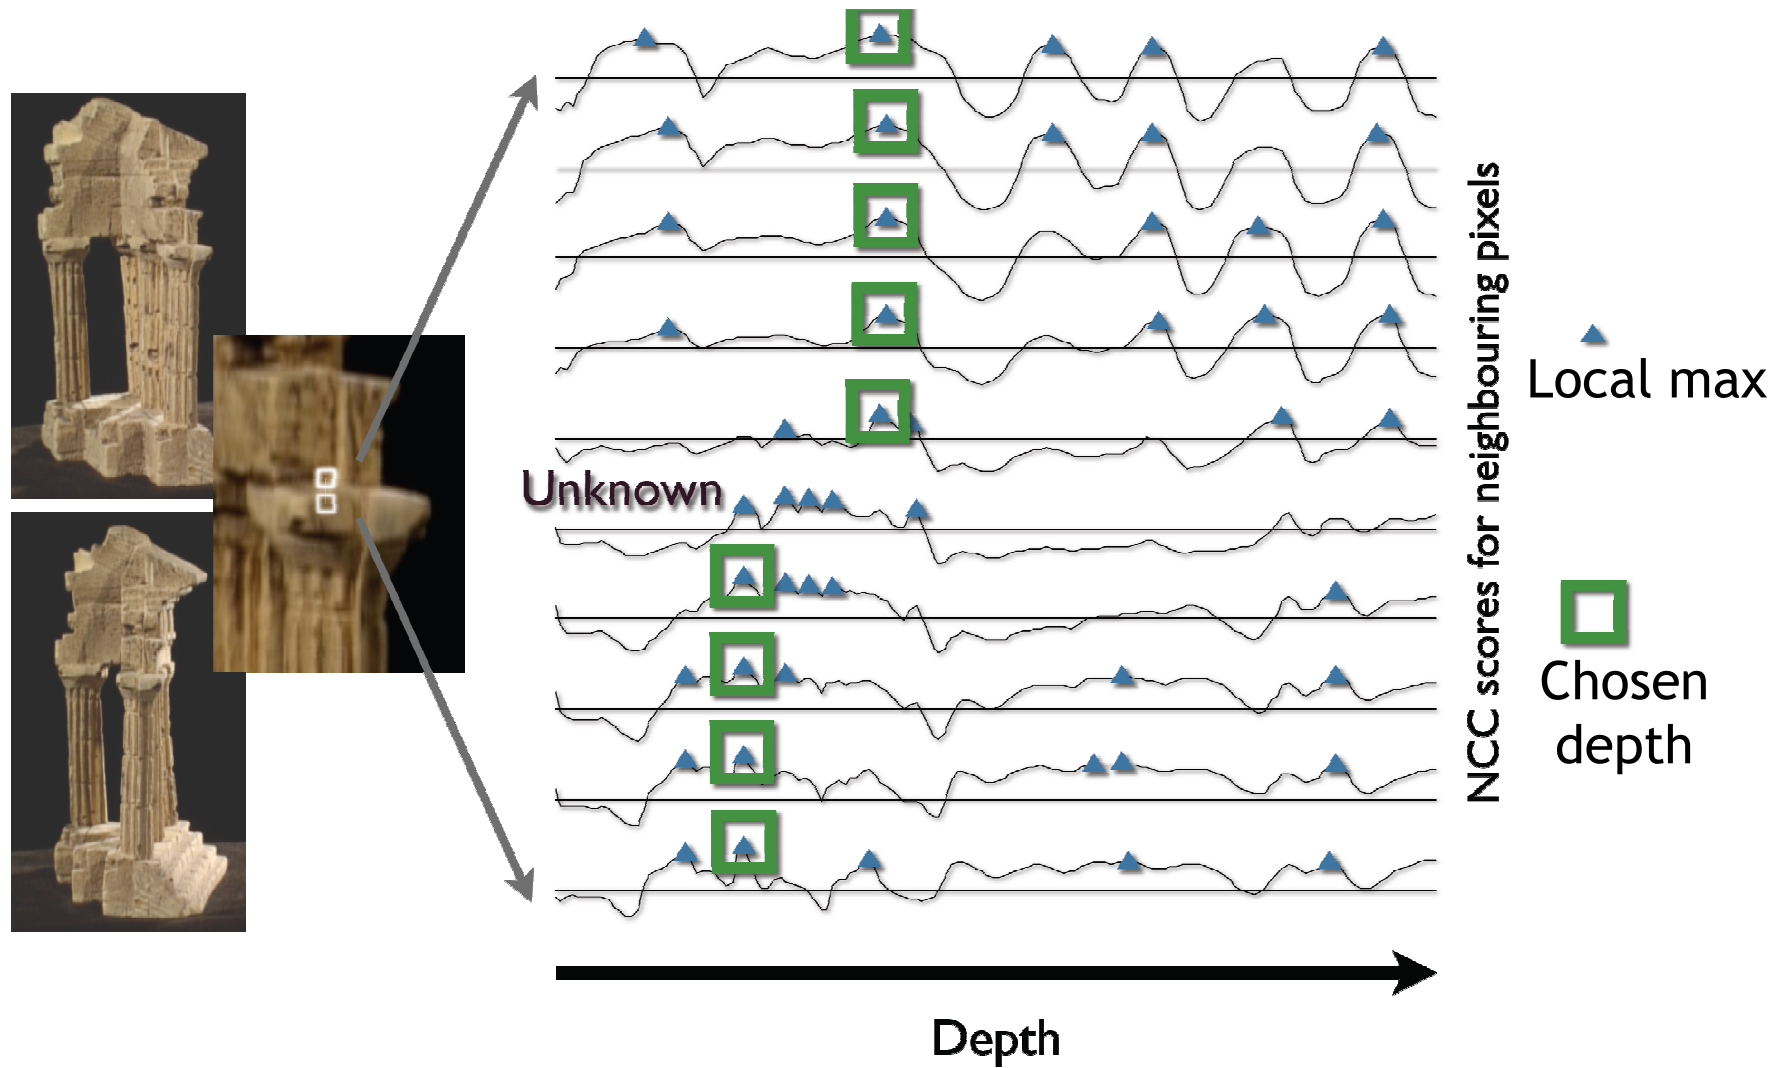 Unknown
NCC scores for neighbouring pixels
Local max
Chosen
depth
Depth